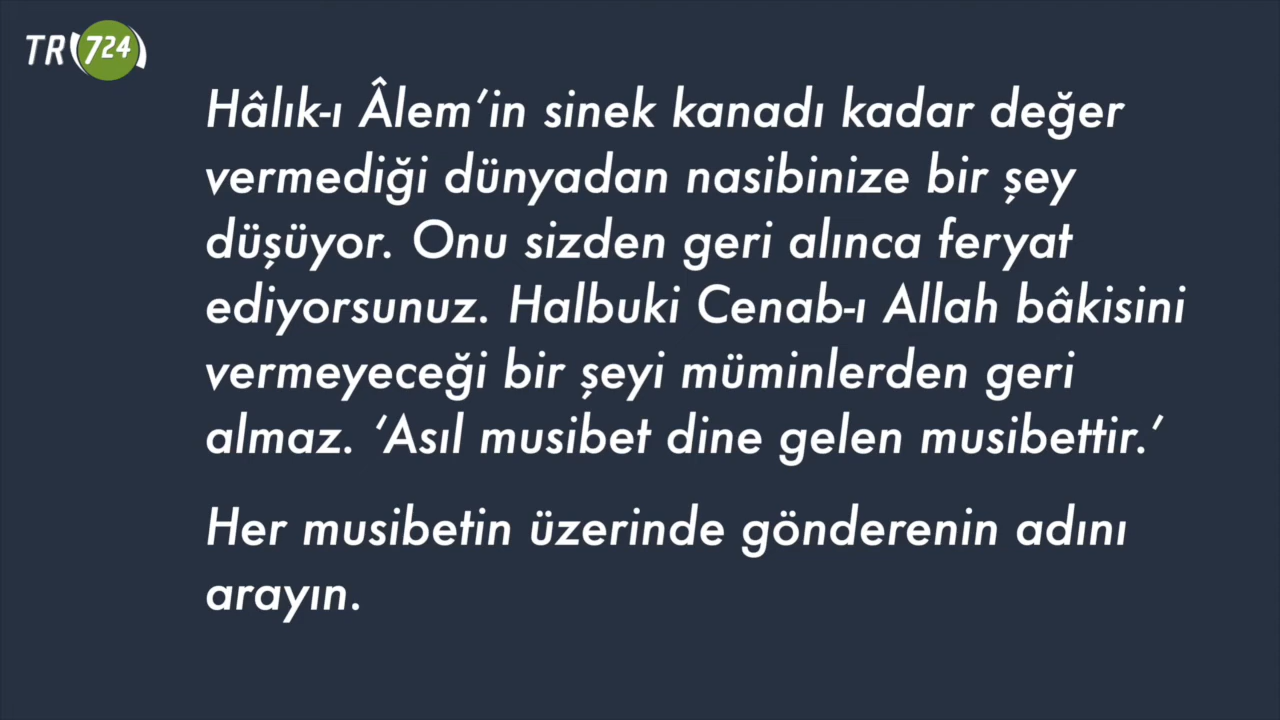 TR724
Hâlık-ı Âlem’in sinek kanadı kadar değer
vermediği dünyadan nasibinize bir şey
düşüyor. Onu sizden geri alınca feryat
ediyorsunuz. Halbuki Cenab-ı Allah bâkisini
vermeyeceği bir şeyi müminlerden geri
almaz. ‘Asıl musibet dine gelen musibettir.’
Her musibetin üzerinde gönderenin adını
arayın.